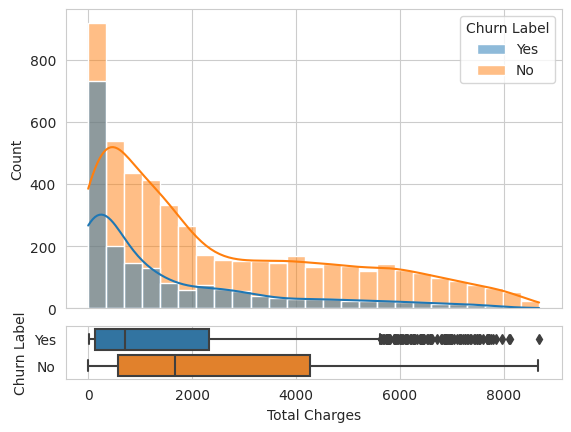 Churn Label
Yes
No
Count
800
600
400
200
0
Churn Label
Yes
No
0 2000 4000 6000 8000
Total Charges